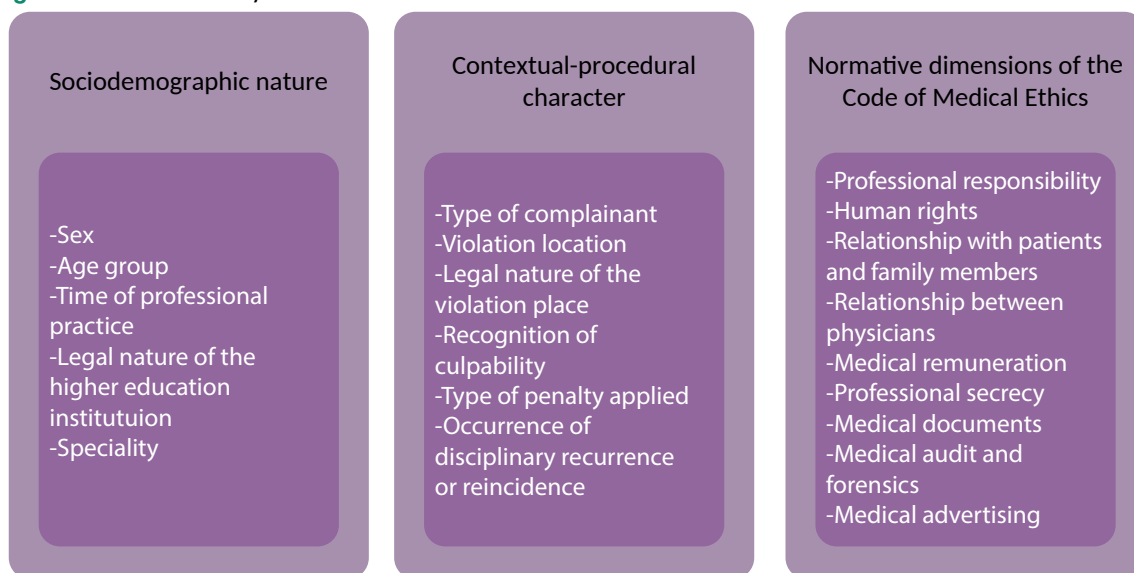 Sociodemographic nature
-Sex
-Age group
-Time of professional
practice
-Legal nature of the
higher education
institutuion
-Speciality
Contextual-procedural
character
-Type of complainant
-Violation location
-Legal nature of the
violation place
-Recognition of
culpability
-Type of penalty applied
-Occurrence of
disciplinary recurrence
or reincidence
Normative dimensions of the
Code of Medical Ethics
-Professional responsibility
-Human rights
-Relationship with patients
and family members
-Relationship between
physicians
-Medical remuneration
-Professional secrecy
-Medical documents
-Medical audit and
forensics
-Medical advertising